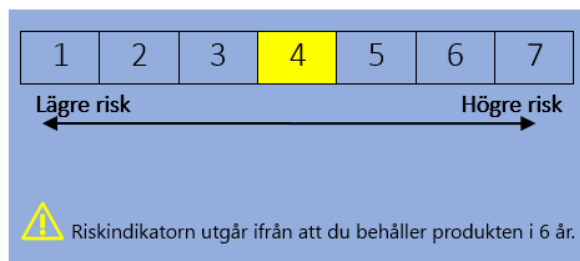 1 2 3 4 5 6 7
Lägre risk Högre risk
Riskindikatorn utgår ifrån att du behåller produkten i 6 år.